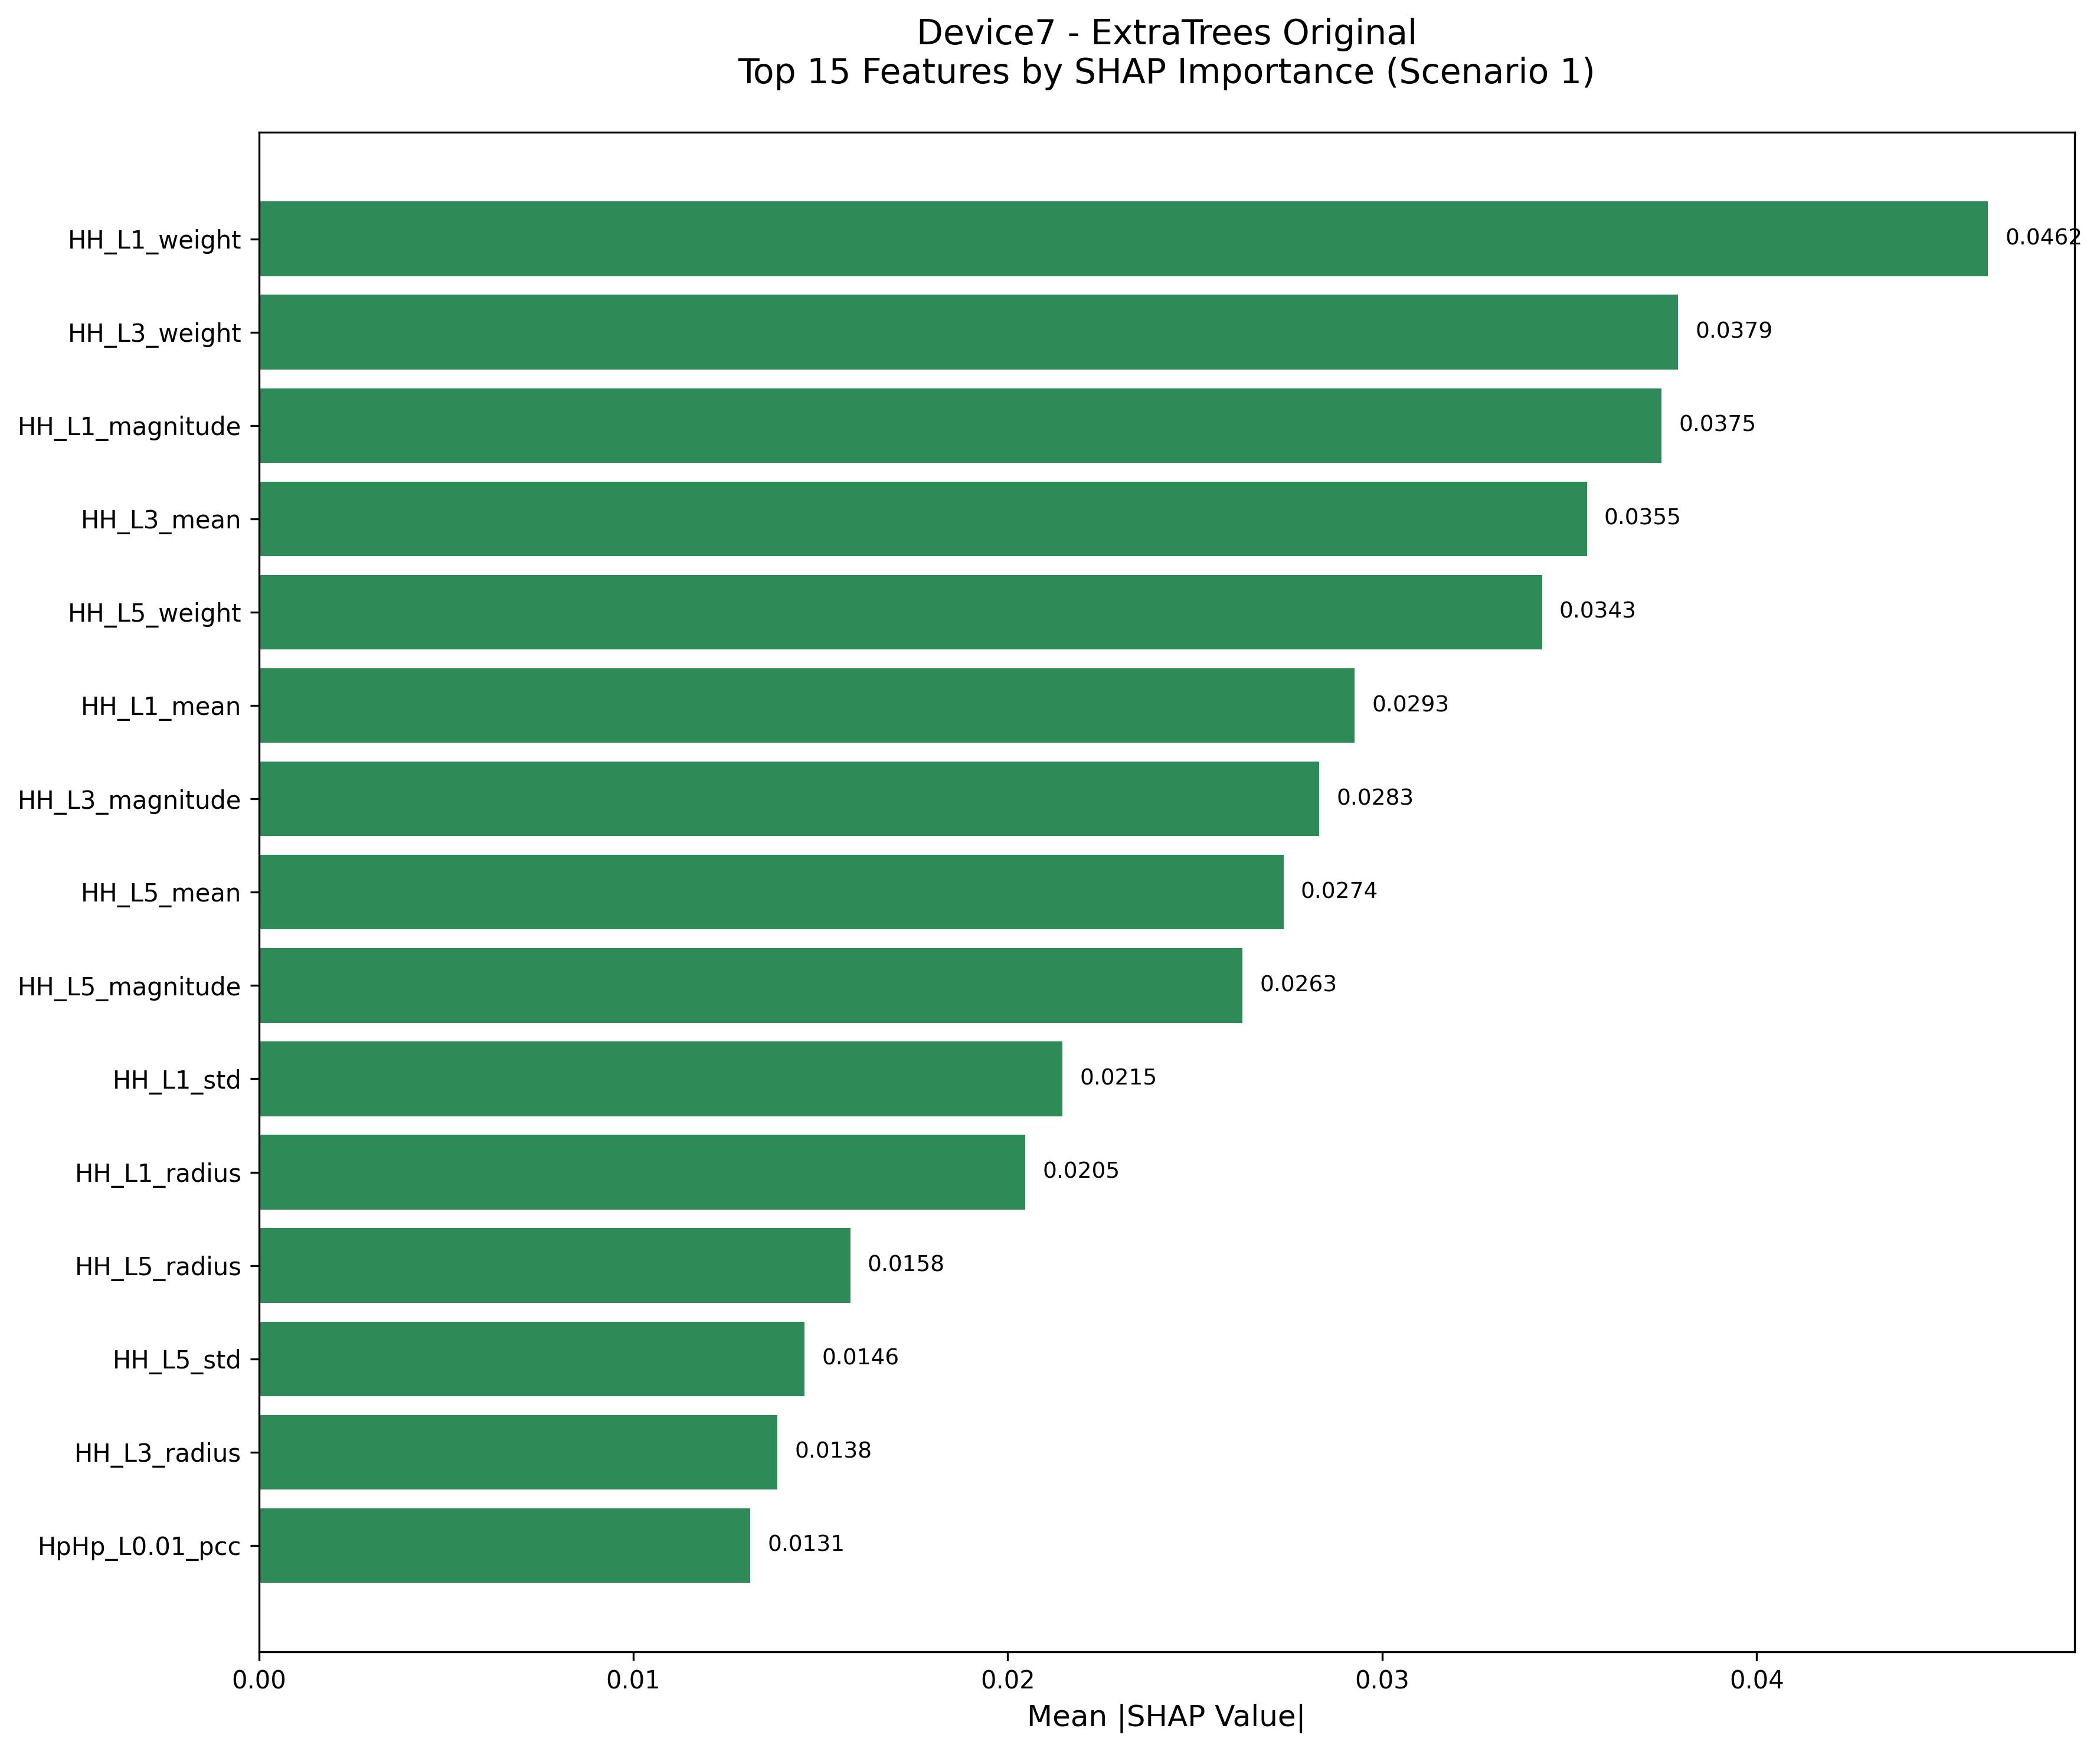 Device7 - ExtraTrees Original
Top 15 Features by SHAP Importance (Scenario 1)
HH_L1_weight 0.0462
HH_L3_weight 0.0379
HH_L1_magnitude 0.0375
HH_L3_mean 0.0355
HH_L5_weight 0.0343
HH_L1_mean 0.0293
HH_L3_magnitude 0.0283
HH_L5_mean 0.0274
HH_L5_magnitude 0.0263
HH_L1_std 0.0215
HH_L1_radius 0.0205
HH_L5_radius 0.0158
HH_L5_std 0.0146
HH_L3_radius 0.0138
HpHp_L0.01_pcc 0.0131
0.00 0.01 0.02 0.03 0.04
Mean |SHAP Value|